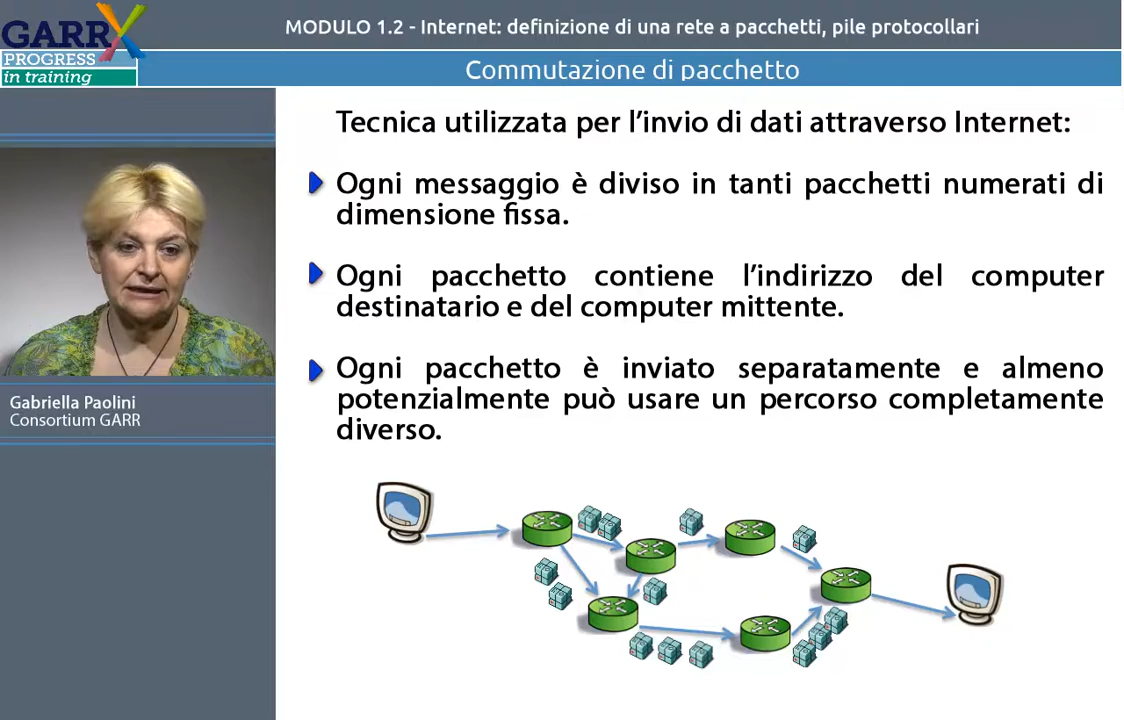 MODULO 1.2 - Internet: definizione di una rete a pacchetti, pile protocollari
GARR X
PROGRESS
in training
Commutazione di pacchetto
Tecnica utilizzata per l'invio di dati attraverso Internet:
Ogni messaggio è diviso in tanti pacchetti numerati di
dimensione fissa.
Ogni pacchetto contiene l'indirizzo del computer
destinatario e del computer mittente.
Ogni pacchetto è inviato separatamente e almeno
potenzialmente può usare un percorso completamente
diverso.
Gabriella Paolini
Consortium GARR